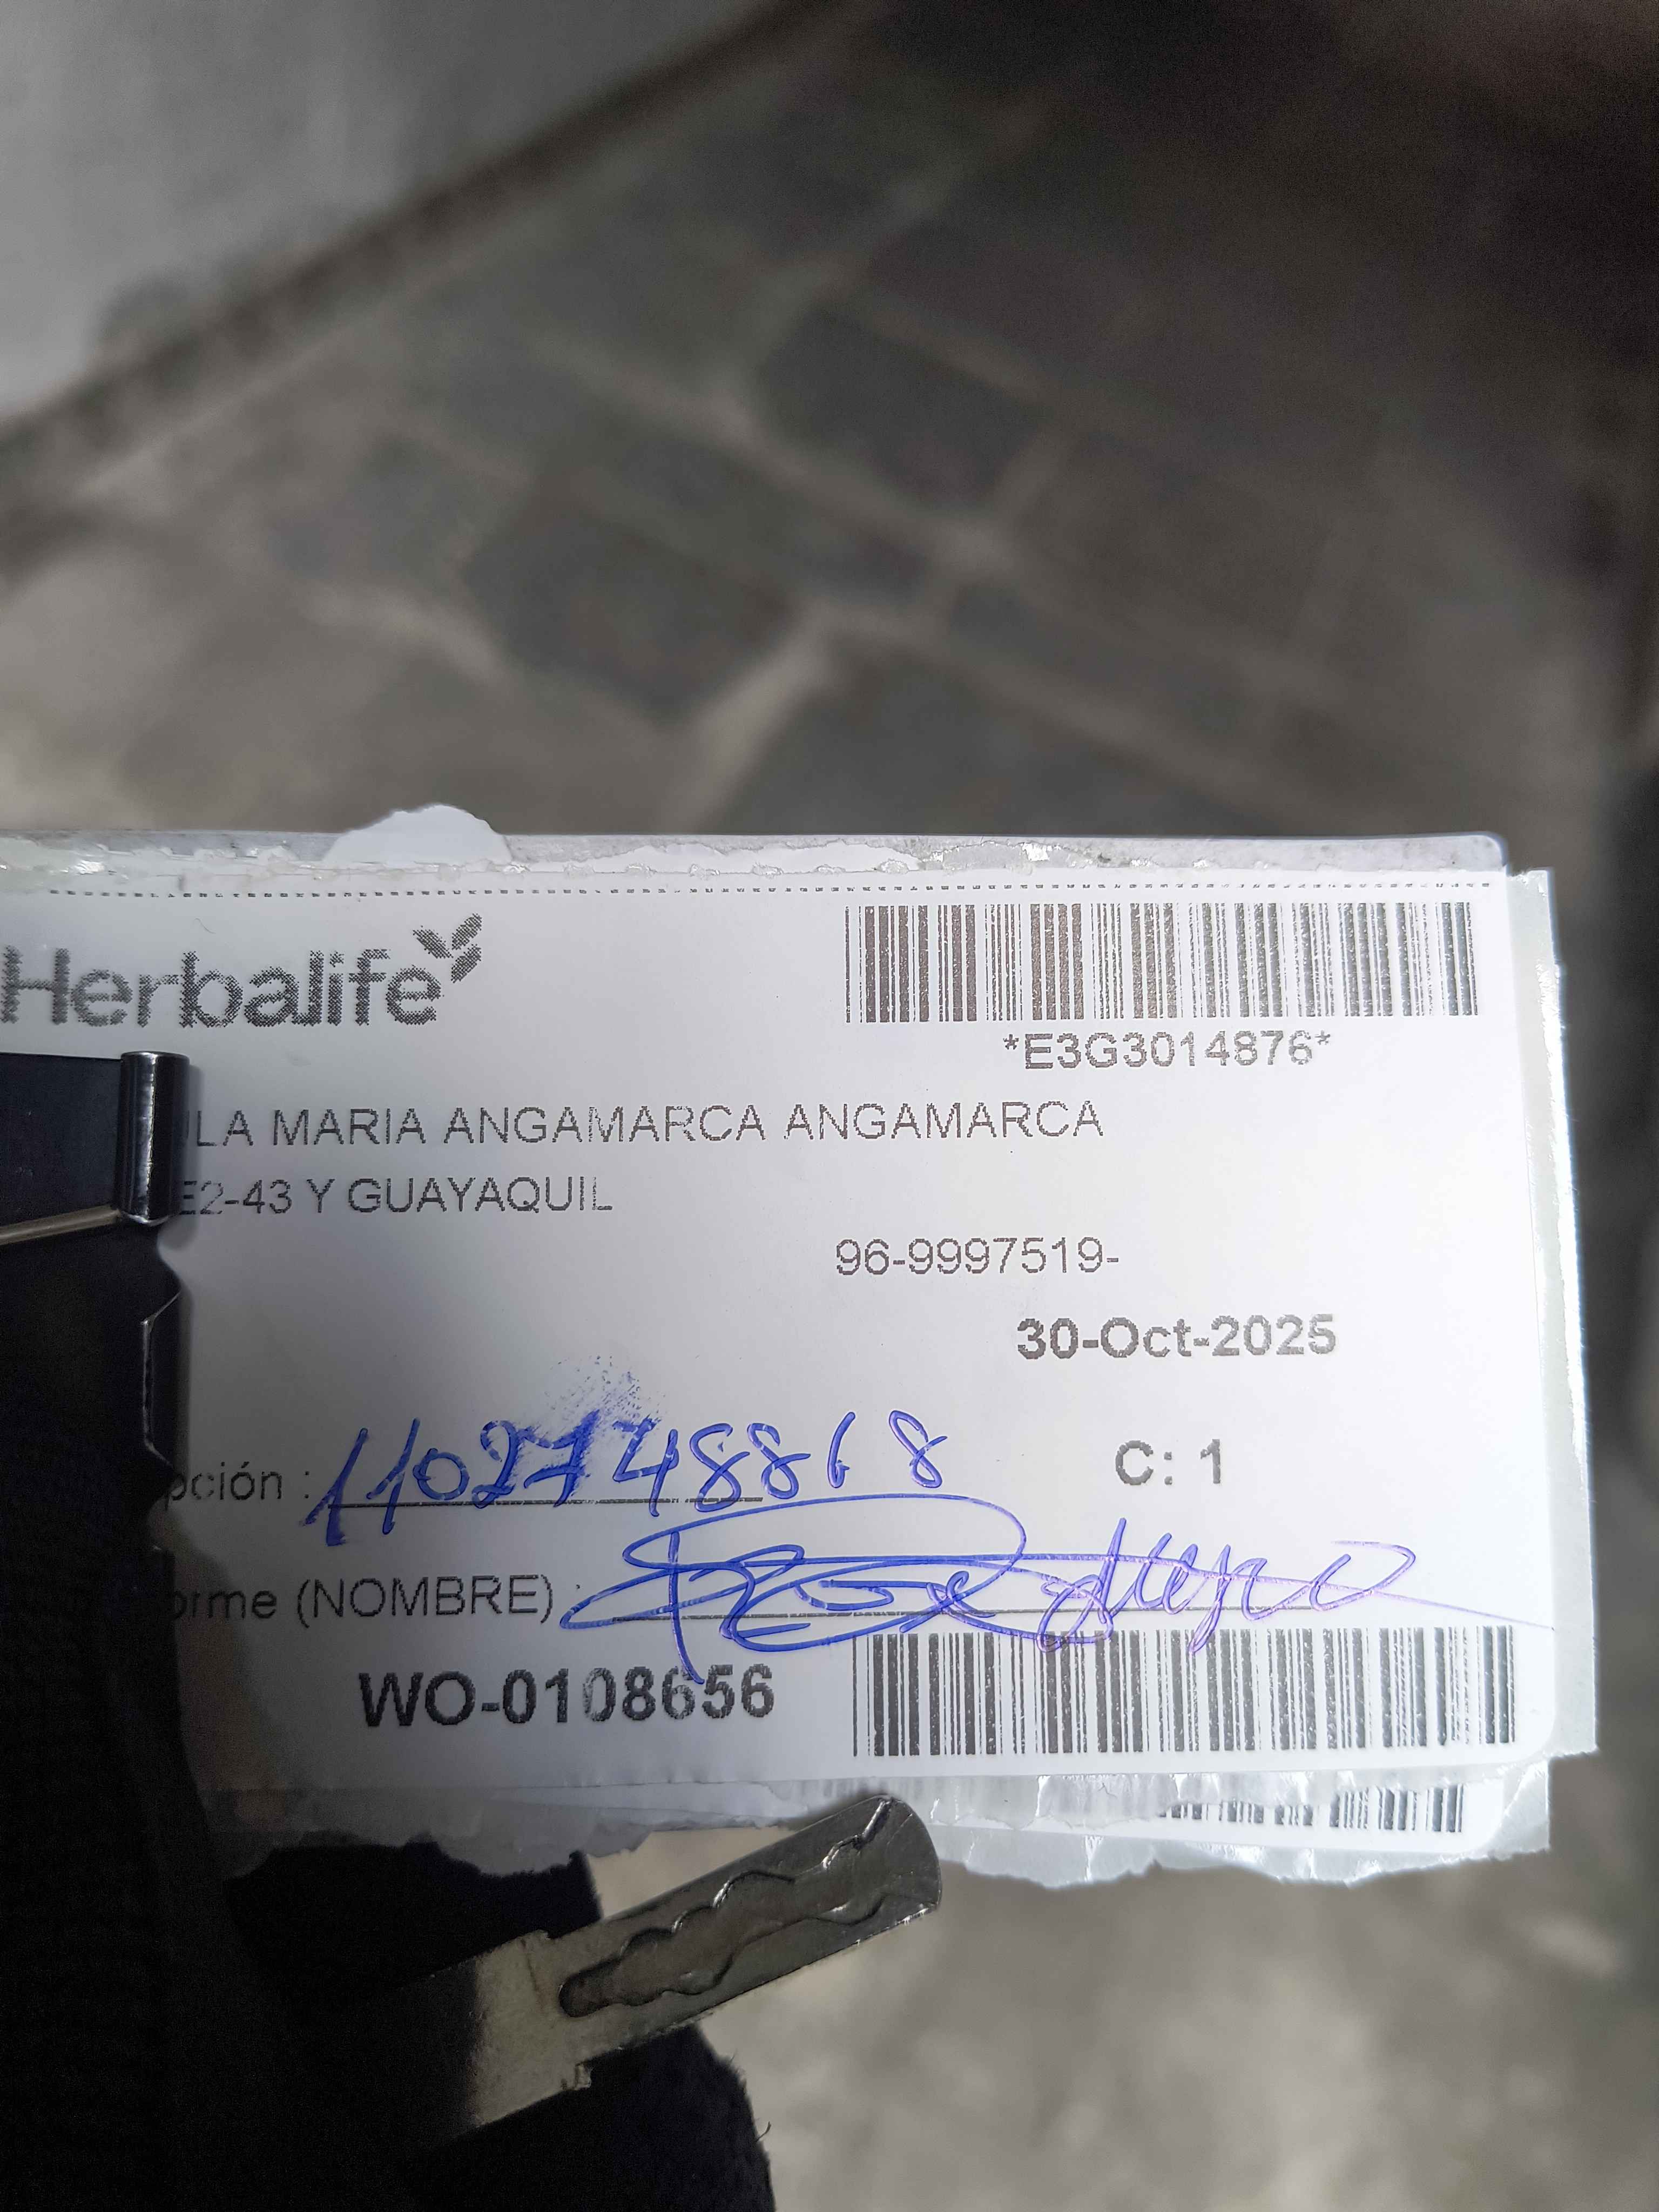 Herbalife
*E3G3014876*
LA MARIA ANGAMARCA ANGAMARCA
E2-43 Y GUAYAQUIL
96-9997519-
30-Oct-2025
pción : 1102748868
C: 1
orme (NOMBRE) :
WO-0108656